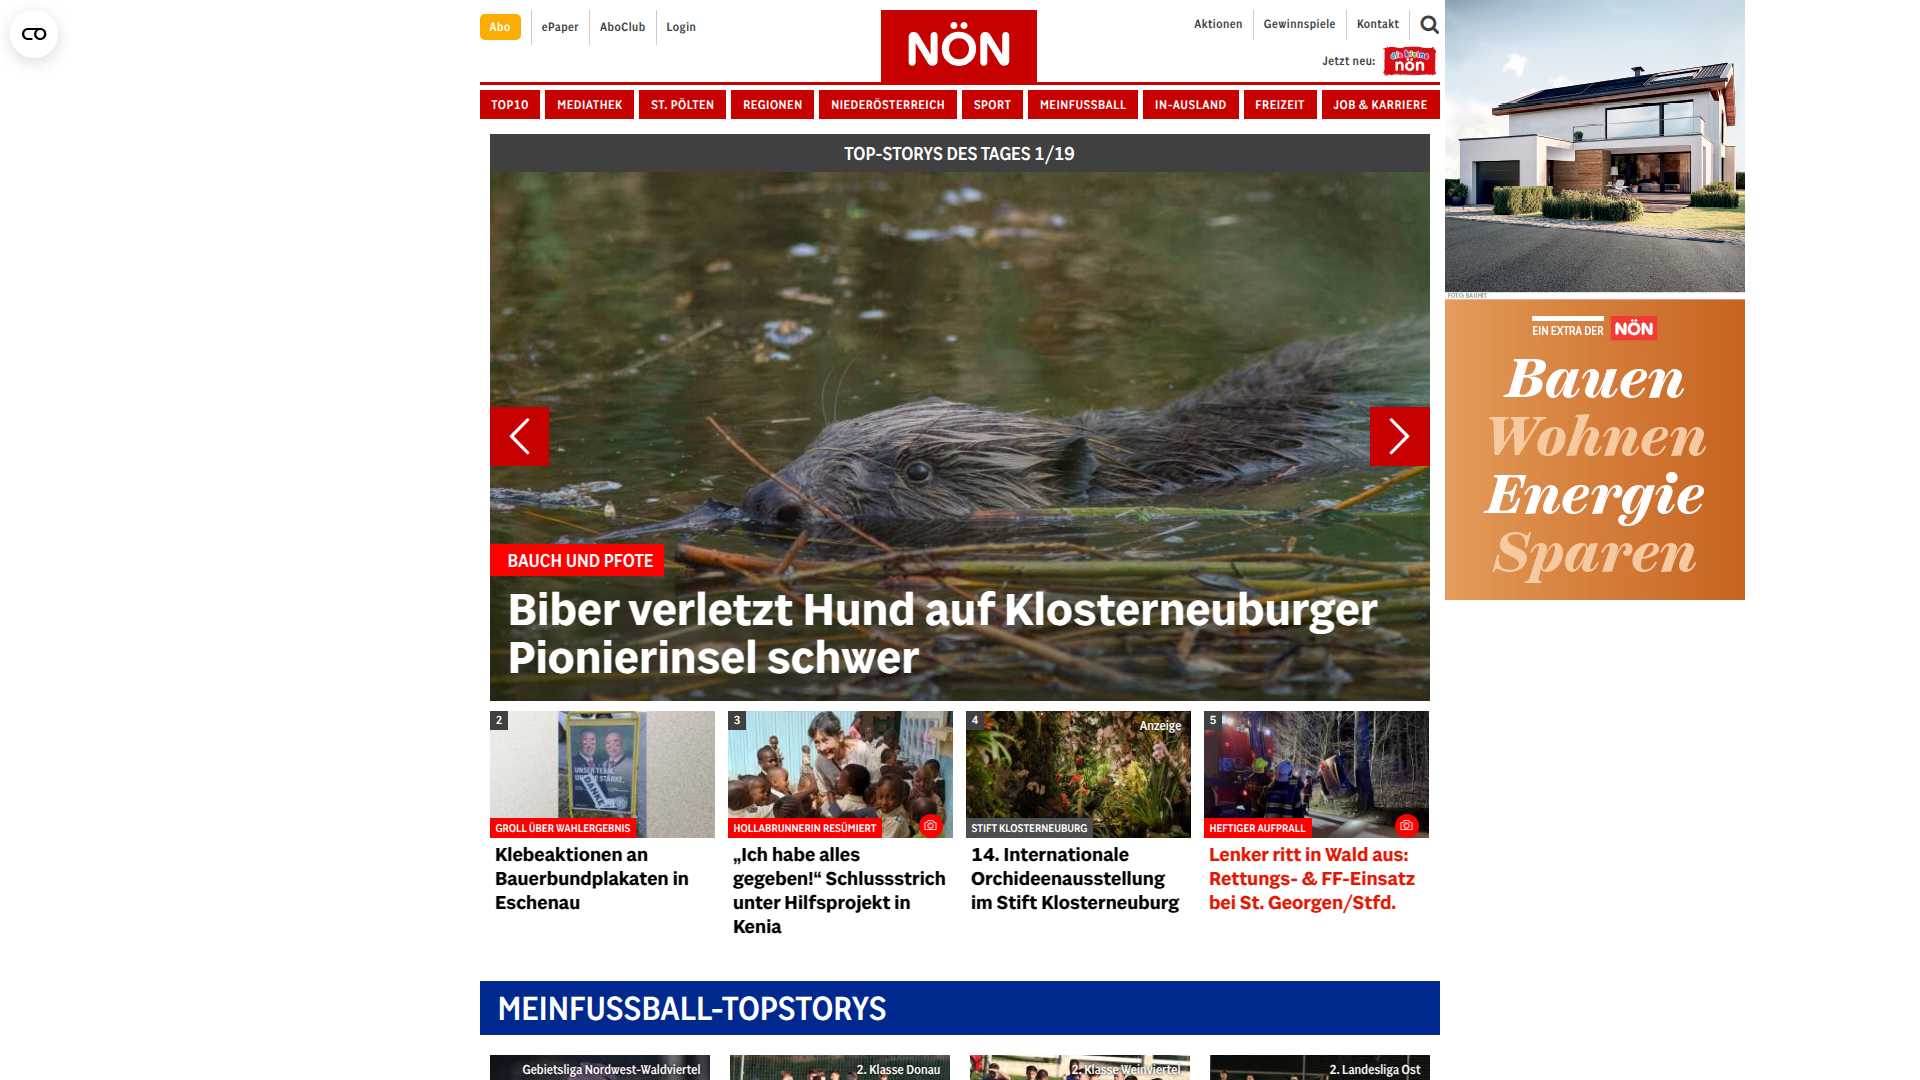 Abo
ePaper
AboClub
Login
NÖN
Aktionen
Gewinnspiele
Kontakt
Jetzt neu:
die kleine
nön
TOP10
MEDIATHEK
ST. PÖLTEN
REGIONEN
NIEDERÖSTERREICH
SPORT
MEINFUSSBALL
IN-AUSLAND
FREIZEIT
JOB & KARRIERE
TOP-STORYS DES TAGES 1/19
BAUCH UND PFOTE
Biber verletzt Hund auf Klosterneuburger
Pionierinsel schwer
FOTO: BAUMIT
EIN EXTRA DER NÖN
Bauen
Wohnen
Energie
Sparen
2
UNSER TEAM.
GROLL ÜBER WAHLERGEBNIS
Klebeaktionen an
Bauerbundplakaten in
Eschenau
3
HOLLABRUNNERIN RESÜMIERT
„Ich habe alles
gegeben!“ Schlussstrich
unter Hilfsprojekt in
Kenia
4
Anzeige
STIFT KLOSTERNEUBURG
14. Internationale
Orchideenausstellung
im Stift Klosterneuburg
5
HEFTIGER AUFPRALL
Lenker ritt in Wald aus:
Rettungs- & FF-Einsatz
bei St. Georgen/Stfd.
MEINFUSSBALL-TOPSTORYS
Gebietsliga Nordwest-Waldviertel
2. Klasse Donau
2. Klasse Weinviertel
2. Landesliga Ost